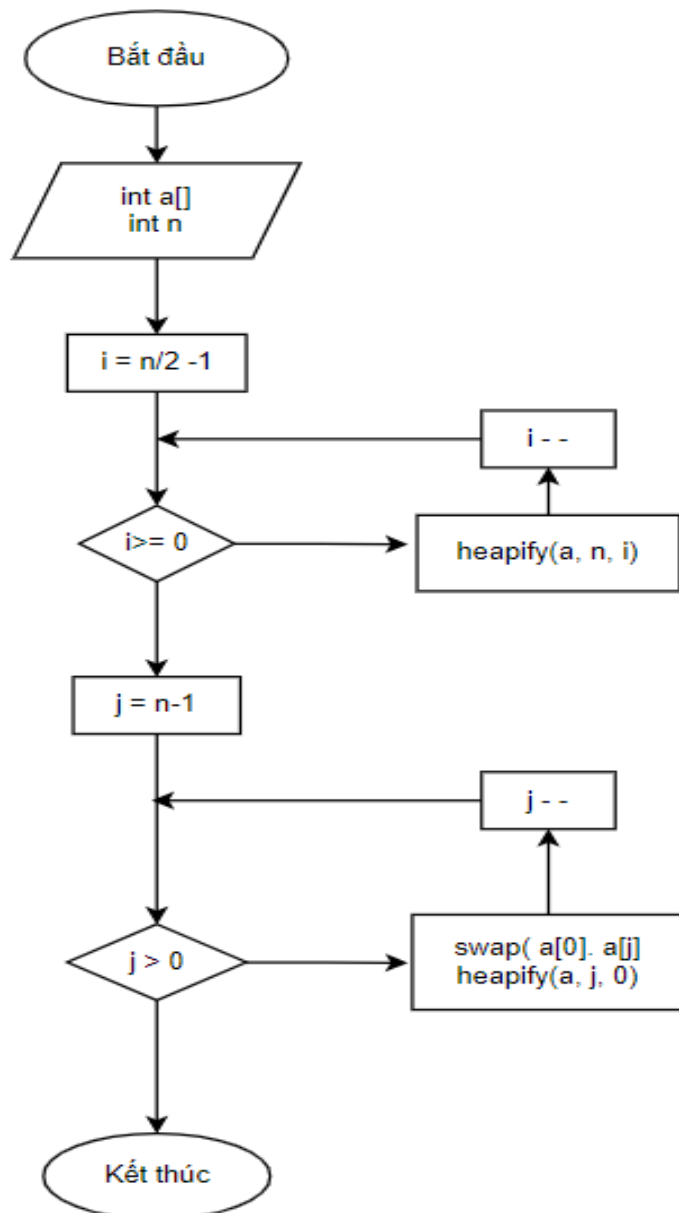 Bắt đầu
int a[]
int n
i = n/2 -1
i - -
i>= 0
heapify(a, n, i)
j = n-1
j - -
j > 0
swap( a[0]. a[j]
heapify(a, j, 0)
Kết thúc